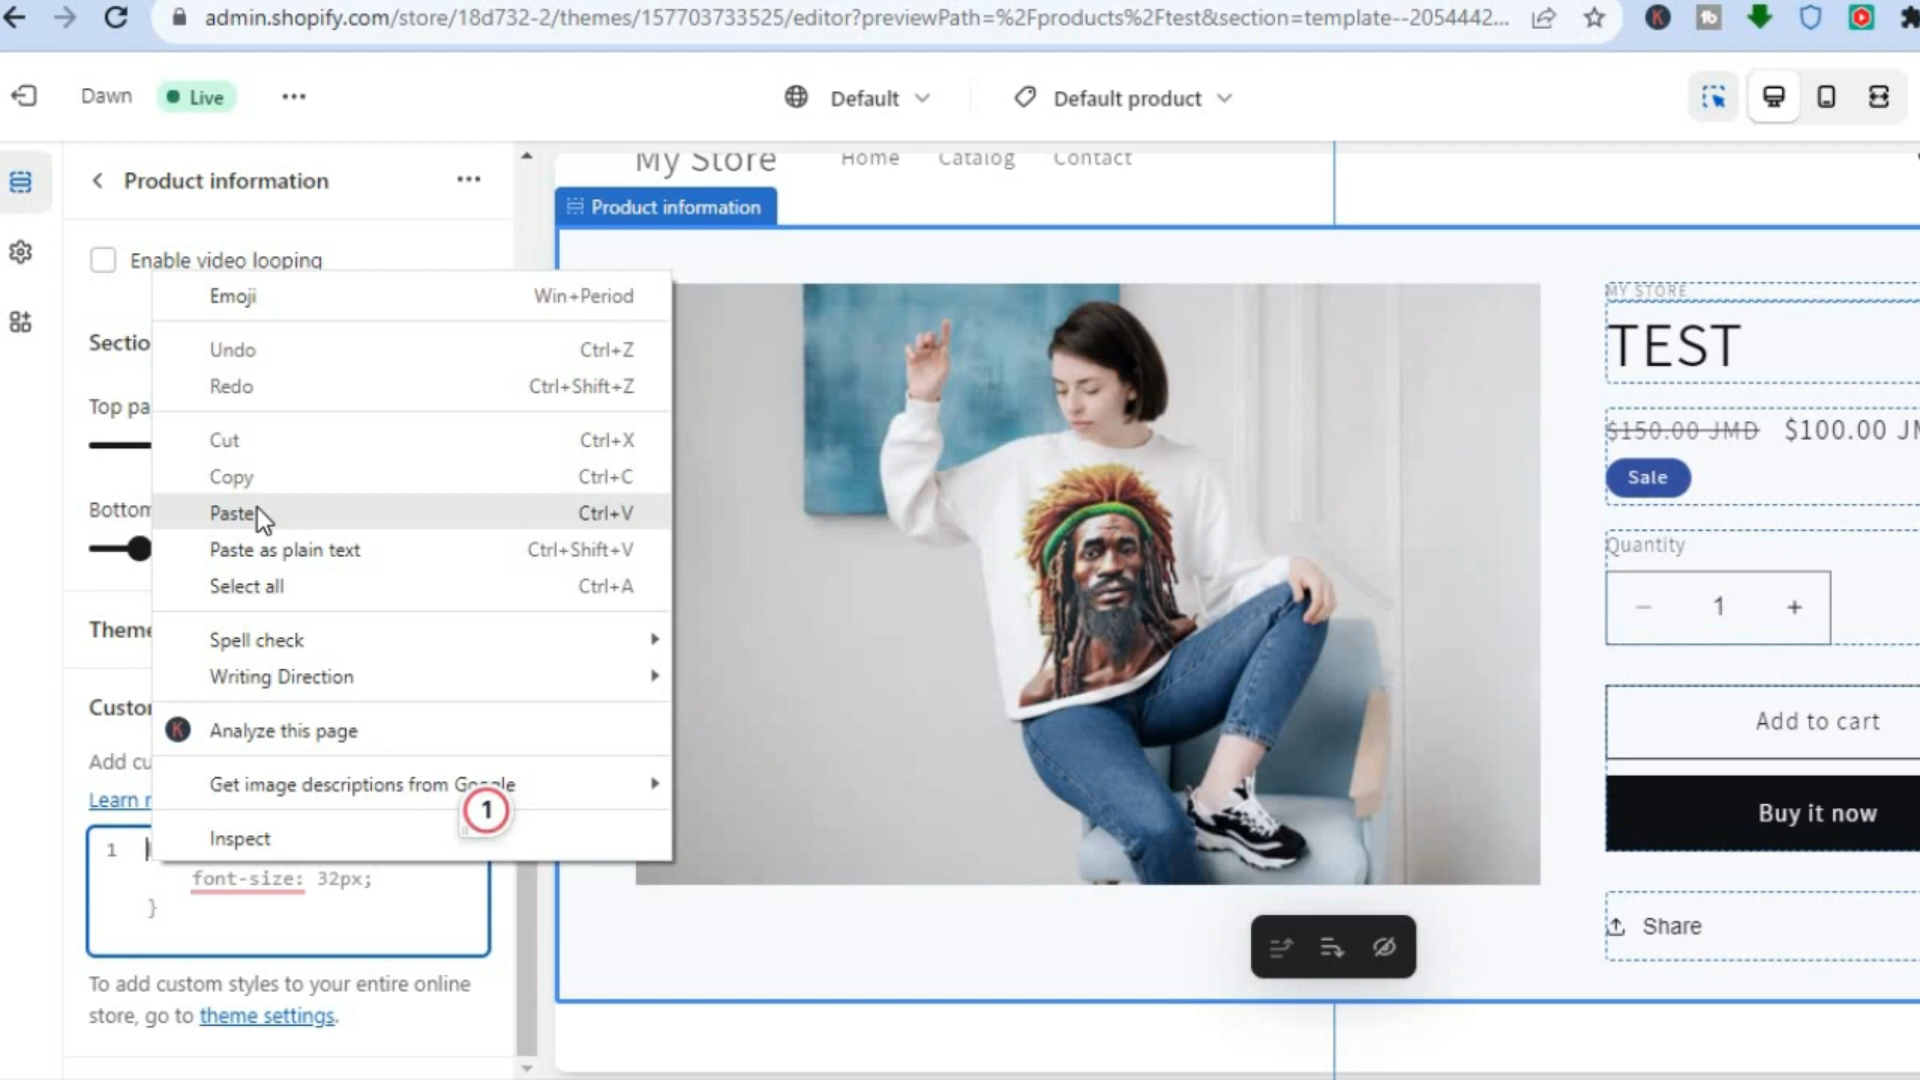 admin.shopify.com/store/18d732-2/themes/157703733525/editor?previewPath=%2Fproducts%2Ftest&section=template--2054442...
Dawn
Live
Default
Default product
Product information
Enable video looping
Sectio
Top pa
Bottom
Theme
Custo
Add cu
Learn r
1
font-size: 32px;
}
To add custom styles to your entire online
store, go to theme settings.
Emoji Win+Period
Undo Ctrl+Z
Redo Ctrl+Shift+Z
Cut Ctrl+X
Copy Ctrl+C
Paste Ctrl+V
Paste as plain text Ctrl+Shift+V
Select all Ctrl+A
Spell check
Writing Direction
K Analyze this page
Get image descriptions from Google
1
Inspect
My Store Home Catalog Contact
Product information
MY STORE
TEST
$150.00 JMD $100.00 JM
Sale
Quantity
− 1 +
Add to cart
Buy it now
Share